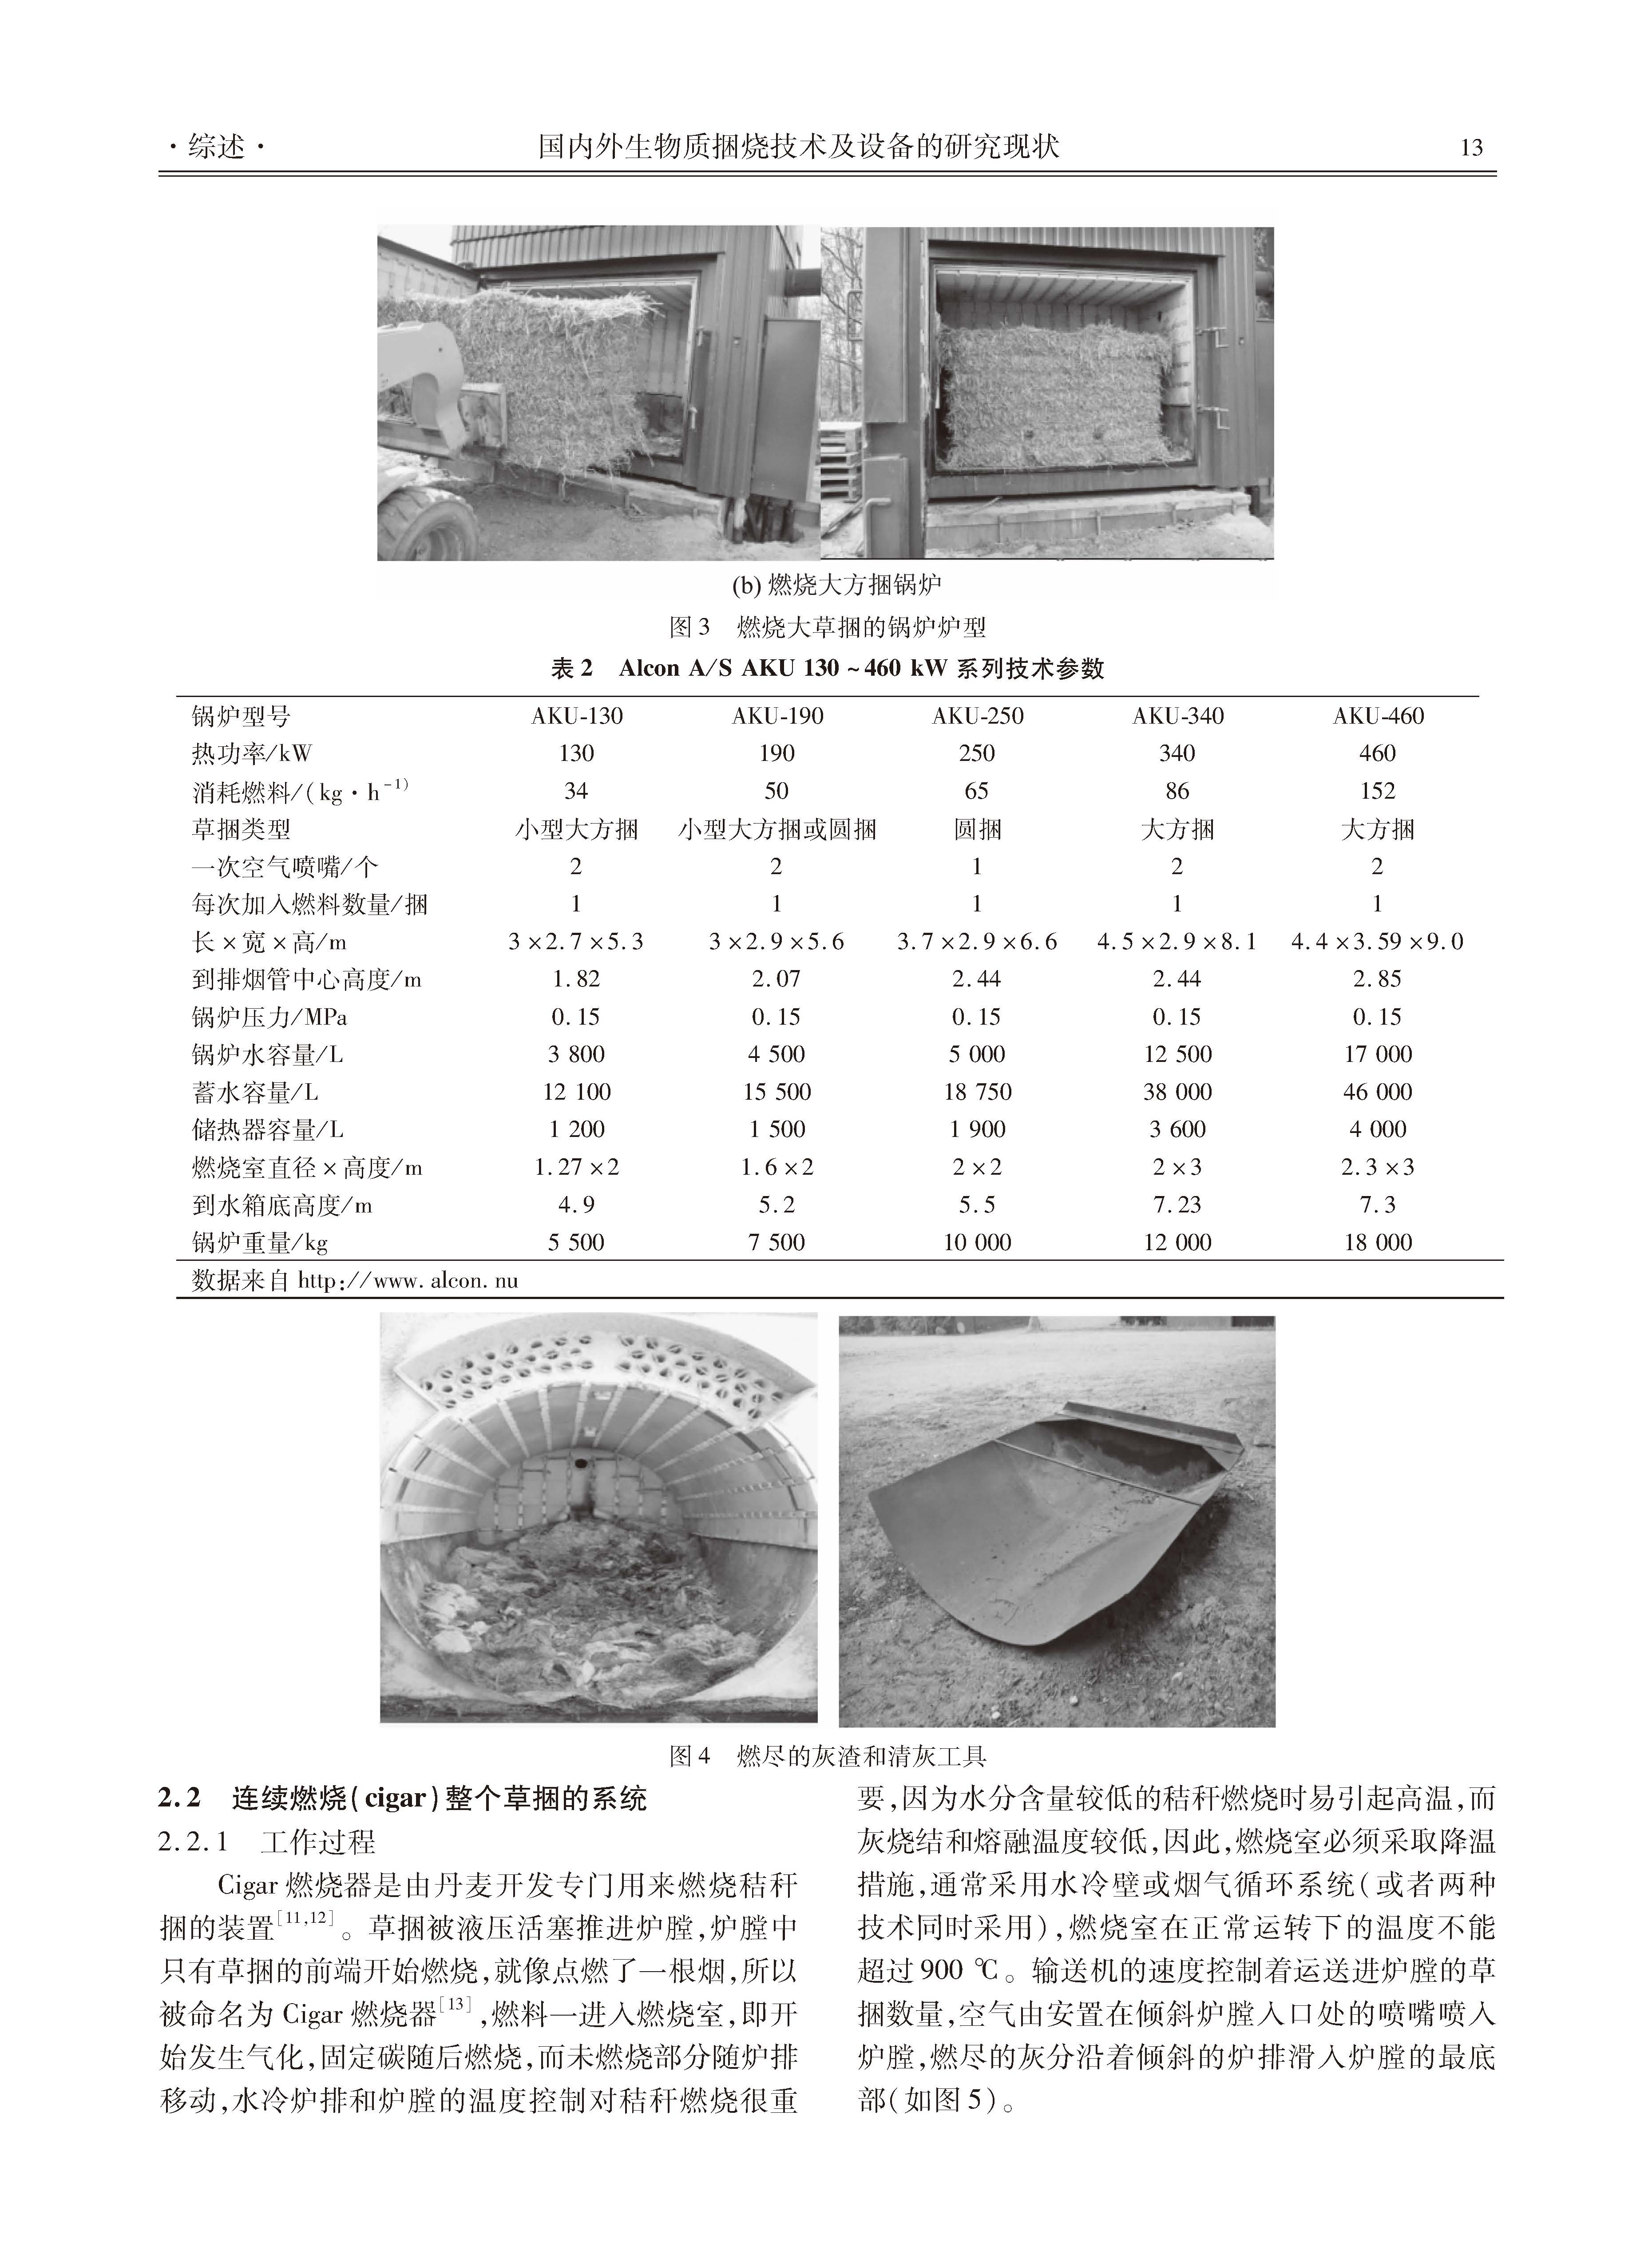 ·综述·
国内外生物质捆烧技术及设备的研究现状
13
(b) 燃烧大方捆锅炉
图3 燃烧大草捆的锅炉炉型
表2 Alcon A/S AKU 130 ~ 460 kW 系列技术参数
锅炉型号 AKU-130 AKU-190 AKU-250 AKU-340 AKU-460
热功率/kW 130 190 250 340 460
消耗燃料/(kg·h⁻¹) 34 50 65 86 152
草捆类型 小型大方捆 小型大方捆或圆捆 圆捆 大方捆 大方捆
一次空气喷嘴/个 2 2 1 2 2
每次加入燃料数量/捆 1 1 1 1 1
长×宽×高/m 3×2.7×5.3 3×2.9×5.6 3.7×2.9×6.6 4.5×2.9×8.1 4.4×3.59×9.0
到排烟管中心高度/m 1.82 2.07 2.44 2.44 2.85
锅炉压力/MPa 0.15 0.15 0.15 0.15 0.15
锅炉水容量/L 3 800 4 500 5 000 12 500 17 000
蓄水容量/L 12 100 15 500 18 750 38 000 46 000
储热器容量/L 1 200 1 500 1 900 3 600 4 000
燃烧室直径×高度/m 1.27×2 1.6×2 2×2 2×3 2.3×3
到水箱底高度/m 4.9 5.2 5.5 7.23 7.3
锅炉重量/kg 5 500 7 500 10 000 12 000 18 000
数据来自 http://www.alcon.nu
图4 燃尽的灰渣和清灰工具
2.2 连续燃烧(cigar)整个草捆的系统
2.2.1 工作过程
Cigar 燃烧器是由丹麦开发专门用来燃烧秸秆
捆的装置[11,12]。草捆被液压活塞推进炉膛,炉膛中
只有草捆的前端开始燃烧,就像点燃了一根烟,所以
被命名为 Cigar 燃烧器[13],燃料一进入燃烧室,即开
始发生气化,固定碳随后燃烧,而未燃烧部分随炉排
移动,水冷炉排和炉膛的温度控制对秸秆燃烧很重
要,因为水分含量较低的秸秆燃烧时易引起高温,而
灰烧结和熔融温度较低,因此,燃烧室必须采取降温
措施,通常采用水冷壁或烟气循环系统(或者两种
技术同时采用),燃烧室在正常运转下的温度不能
超过900 ℃。输送机的速度控制着运送进炉膛的草
捆数量,空气由安置在倾斜炉膛入口处的喷嘴喷入
炉膛,燃尽的灰分沿着倾斜的炉排滑入炉膛的最底
部(如图5)。